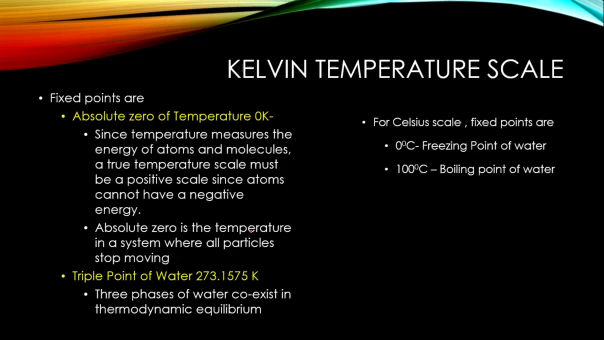 KELVIN TEMPERATURE SCALE
• Fixed points are
• Absolute zero of Temperature 0K-
• Since temperature measures the
energy of atoms and molecules,
a true temperature scale must
be a positive scale since atoms
cannot have a negative
energy.
• Absolute zero is the temperature
in a system where all particles
stop moving
• Triple Point of Water 273.1575 K
• Three phases of water co-exist in
thermodynamic equilibrium
• For Celsius scale , fixed points are
• 0⁰C- Freezing Point of water
• 100⁰C – Boiling point of water